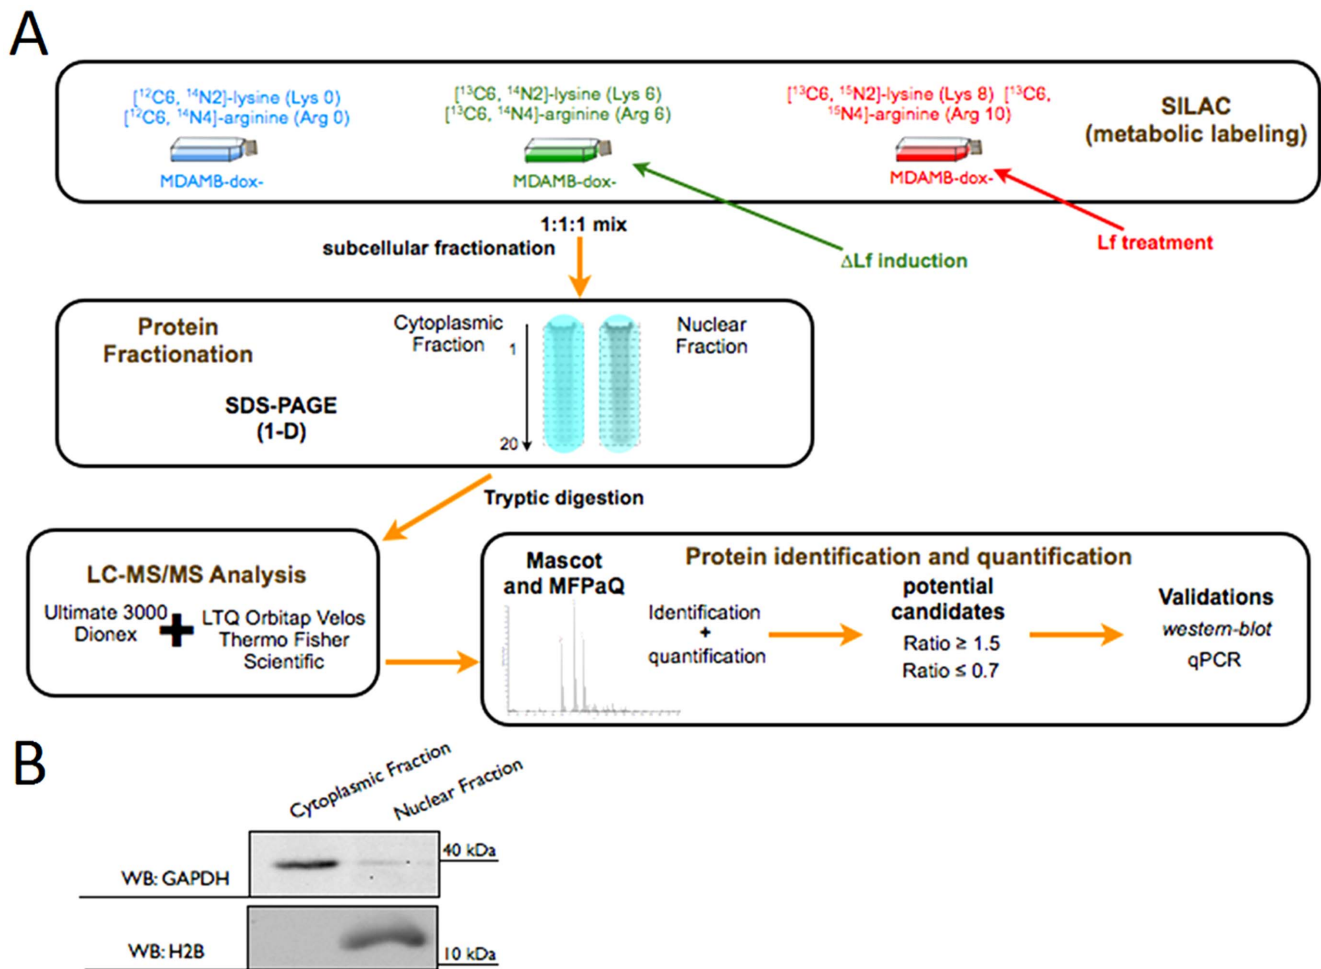 A
[¹²C6, ¹⁴N2]-lysine (Lys 0)
[¹²C6, ¹⁴N4]-arginine (Arg 0)
MDAMB-dox-
[¹³C6, ¹⁴N2]-lysine (Lys 6)
[¹³C6, ¹⁴N4]-arginine (Arg 6)
MDAMB-dox-
[¹³C6, ¹⁵N2]-lysine (Lys 8) [¹³C6,
¹⁵N4]-arginine (Arg 10)
MDAMB-dox-
SILAC
(metabolic labeling)
1:1:1 mix
subcellular fractionation
ΔLf induction
Lf treatment
Protein
Fractionation
SDS-PAGE
(1-D)
Cytoplasmic
Fraction
1
20
Nuclear
Fraction
Tryptic digestion
LC-MS/MS Analysis
Ultimate 3000
Dionex
+
LTQ Orbitap Velos
Thermo Fisher
Scientific
Mascot
and MFPaQ
Protein identification and quantification
Identification
+
quantification
potential
candidates
Ratio ≥ 1.5
Ratio ≤ 0.7
Validations
western-blot
qPCR
B
Cytoplasmic Fraction
Nuclear Fraction
WB: GAPDH
40 kDa
WB: H2B
10 kDa